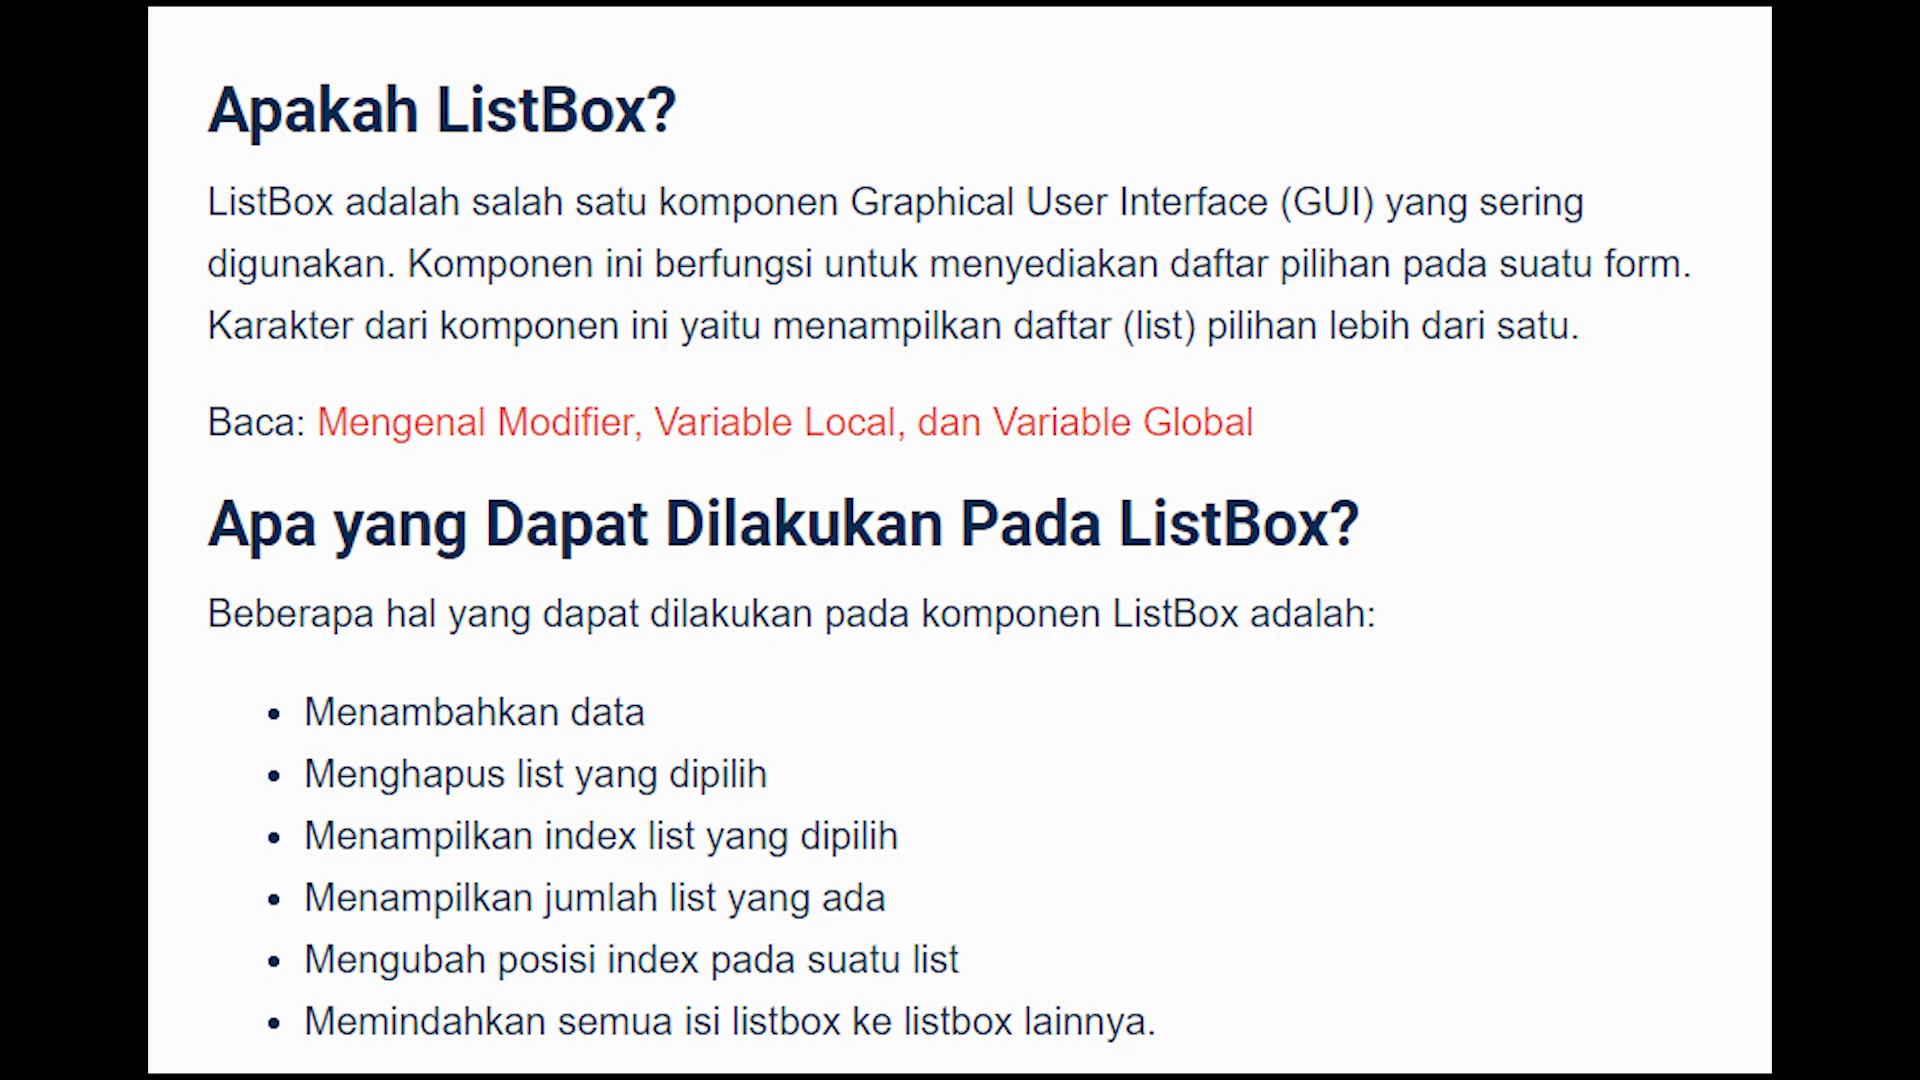 Apakah ListBox?
ListBox adalah salah satu komponen Graphical User Interface (GUI) yang sering
digunakan. Komponen ini berfungsi untuk menyediakan daftar pilihan pada suatu form.
Karakter dari komponen ini yaitu menampilkan daftar (list) pilihan lebih dari satu.
Baca: Mengenal Modifier, Variable Local, dan Variable Global
Apa yang Dapat Dilakukan Pada ListBox?
Beberapa hal yang dapat dilakukan pada komponen ListBox adalah:
• Menambahkan data
• Menghapus list yang dipilih
• Menampilkan index list yang dipilih
• Menampilkan jumlah list yang ada
• Mengubah posisi index pada suatu list
• Memindahkan semua isi listbox ke listbox lainnya.